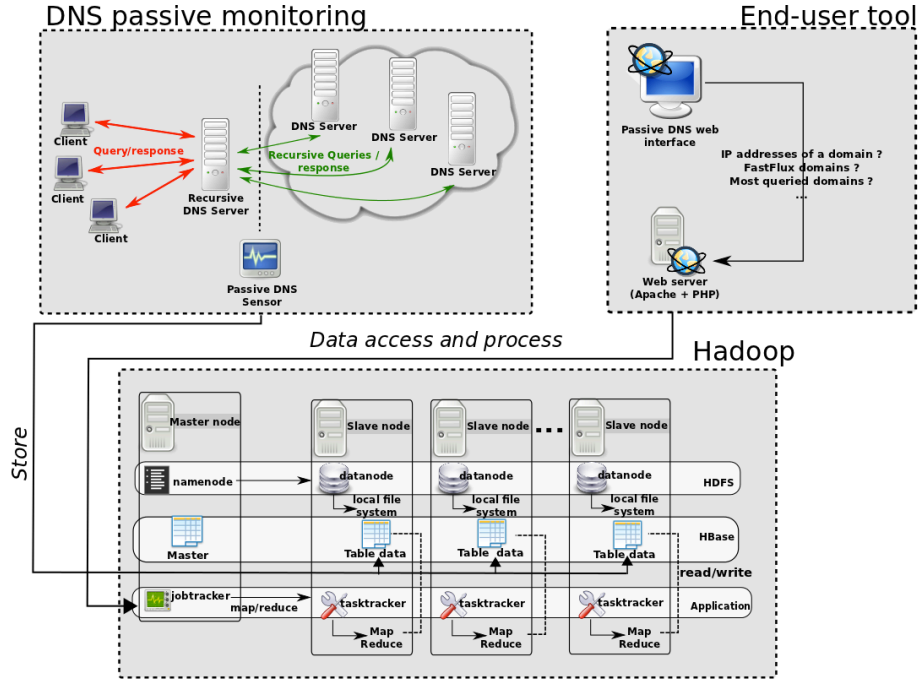 DNS passive monitoring
End-user tool
DNS Server
DNS Server
DNS Server
Client
Client
Client
Query/response
Recursive
DNS Server
Recursive Queries /
response
Passive DNS
Sensor
Passive DNS web
interface
IP addresses of a domain ?
FastFlux domains ?
Most queried domains ?
...
Web server
(Apache + PHP)
Data access and process
Store
Hadoop
Master node
Slave node
Slave node
...
Slave node
namenode
datanode
datanode
datanode
HDFS
local file
system
local file
system
local file
system
Master
Table data
Table data
Table data
HBase
read/write
jobtracker
map/reduce
tasktracker
tasktracker
tasktracker
Application
Map
Reduce
Map
Reduce
Map
Reduce